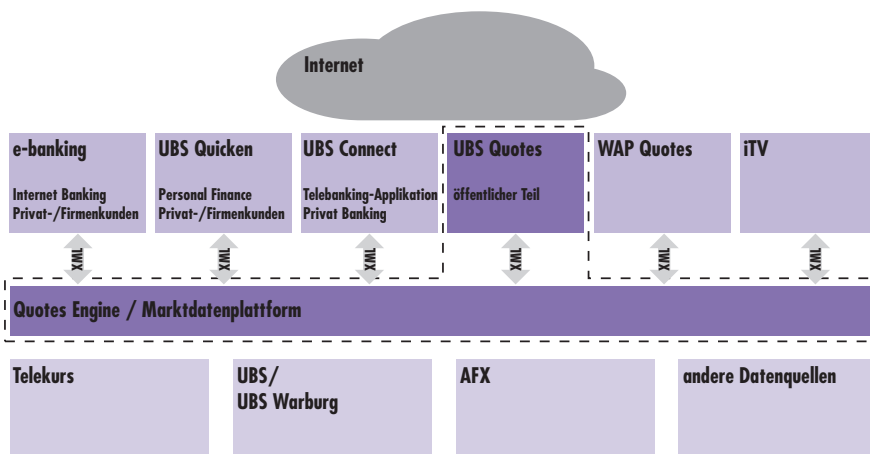 Internet
e-banking
Internet Banking
Privat-/Firmenkunden
UBS Quicken
Personal Finance
Privat-/Firmenkunden
UBS Connect
Telebanking-Applikation
Privat Banking
UBS Quotes
öffentlicher Teil
WAP Quotes
iTV
XML
XML
XML
XML
XML
XML
Quotes Engine / Marktdatenplattform
Telekurs
UBS/
UBS Warburg
AFX
andere Datenquellen